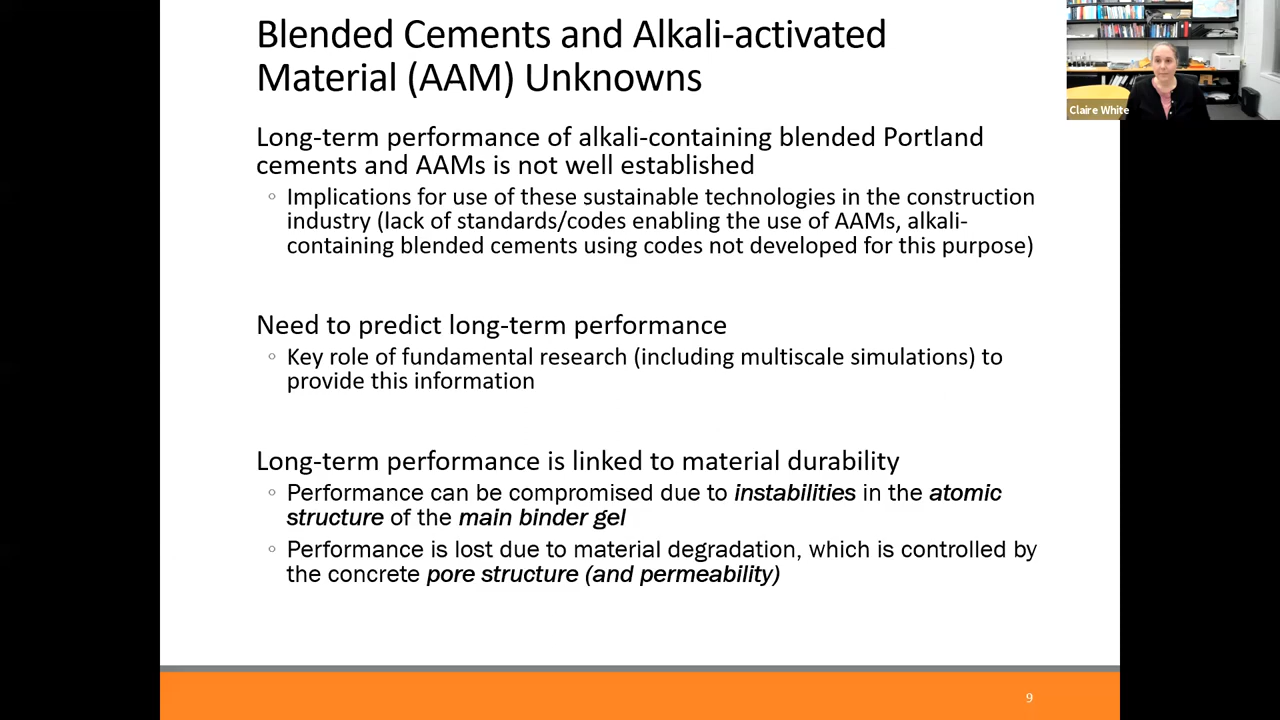 Blended Cements and Alkali-activated
Material (AAM) Unknowns
Claire White
Long-term performance of alkali-containing blended Portland
cements and AAMs is not well established
◦ Implications for use of these sustainable technologies in the construction
industry (lack of standards/codes enabling the use of AAMs, alkali-
containing blended cements using codes not developed for this purpose)
Need to predict long-term performance
◦ Key role of fundamental research (including multiscale simulations) to
provide this information
Long-term performance is linked to material durability
◦ Performance can be compromised due to instabilities in the atomic
structure of the main binder gel
◦ Performance is lost due to material degradation, which is controlled by
the concrete pore structure (and permeability)
9